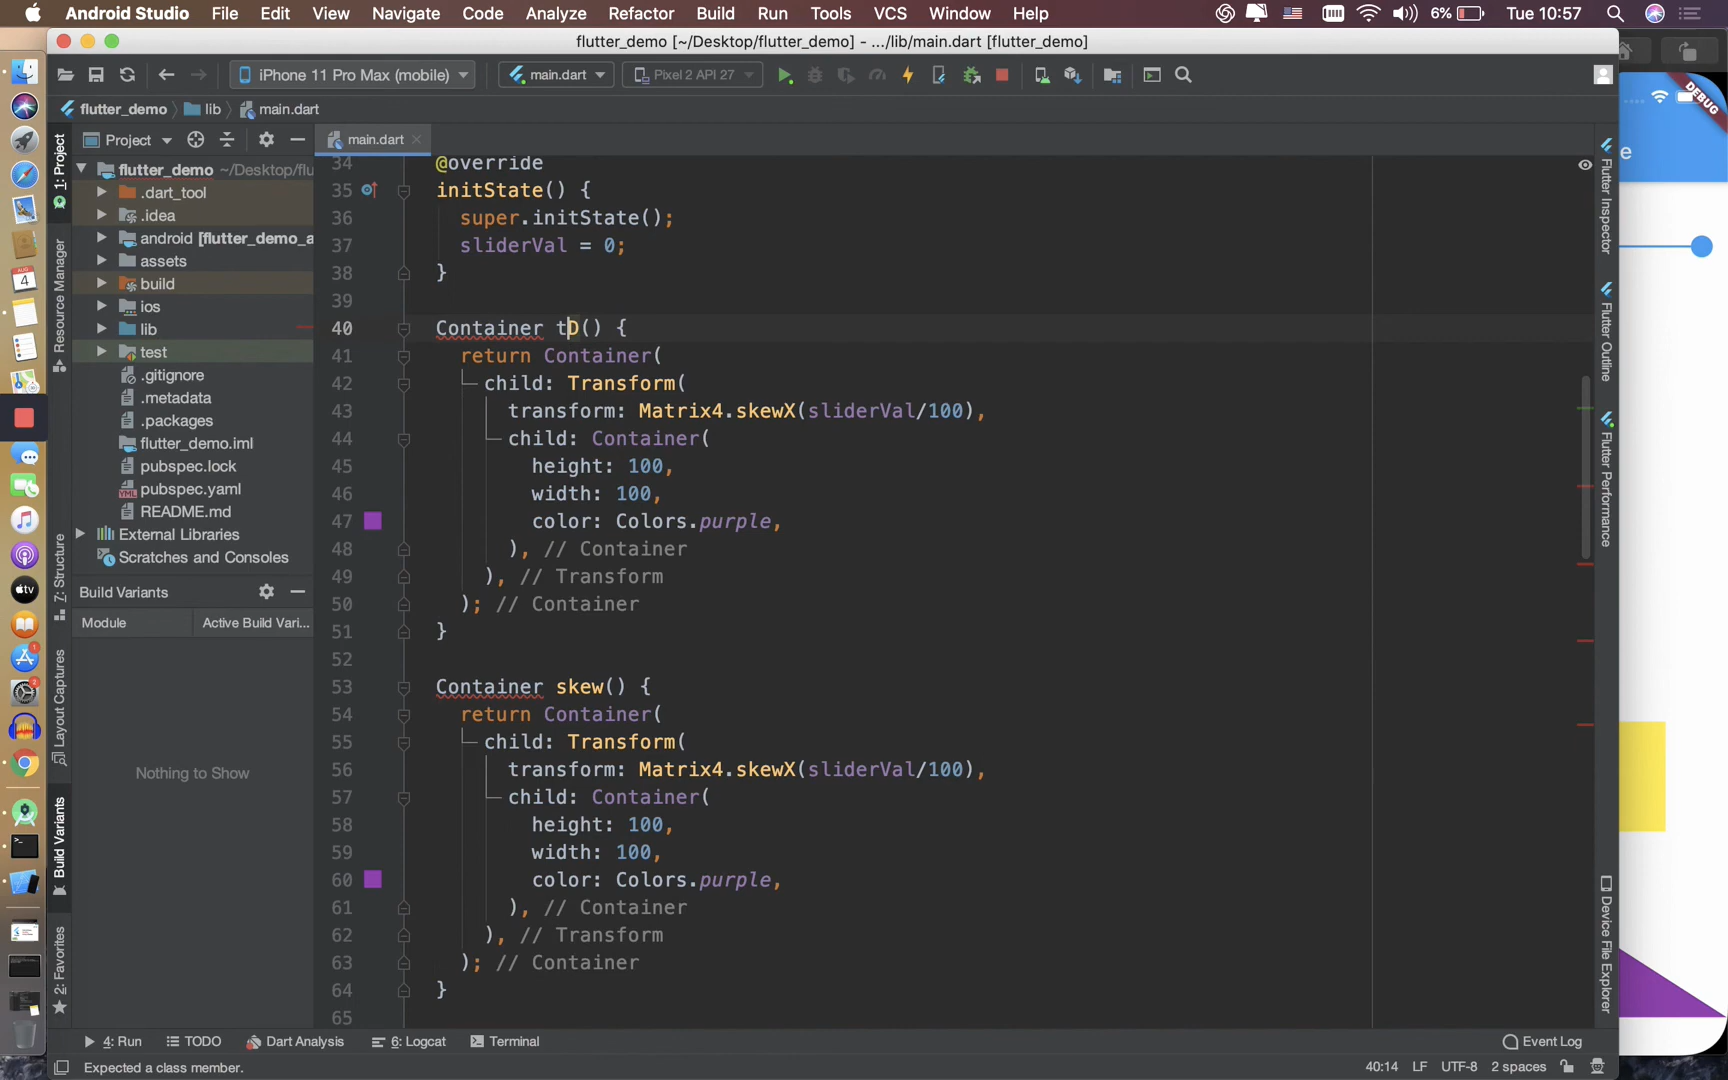 Android Studio File Edit View Navigate Code Analyze Refactor Build Run Tools VCS Window Help 6% Tue 10:57
flutter_demo [~/Desktop/flutter_demo] - .../lib/main.dart [flutter_demo]
iPhone 11 Pro Max (mobile) main.dart Pixel 2 API 27
flutter_demo lib main.dart
Project main.dart
flutter_demo ~/Desktop/flu
.dart_tool
.idea
android [flutter_demo_a
assets
build
ios
lib
test
.gitignore
.metadata
.packages
flutter_demo.iml
pubspec.lock
pubspec.yaml
README.md
External Libraries
Scratches and Consoles
Build Variants
Module Active Build Vari...
Nothing to Show
1: Project
Resource Manager
7: Structure
Layout Captures
Build Variants
2: Favorites
34 @override
35 initState() {
36 super.initState();
37 sliderVal = 0;
38 }
39
40 Container tD() {
41 return Container(
42 child: Transform(
43 transform: Matrix4.skewX(sliderVal/100),
44 child: Container(
45 height: 100,
46 width: 100,
47 color: Colors.purple,
48 ), // Container
49 ), // Transform
50 ); // Container
51 }
52
53 Container skew() {
54 return Container(
55 child: Transform(
56 transform: Matrix4.skewX(sliderVal/100),
57 child: Container(
58 height: 100,
59 width: 100,
60 color: Colors.purple,
61 ), // Container
62 ), // Transform
63 ); // Container
64 }
65
Flutter Inspector
Flutter Outline
Flutter Performance
Device File Explorer
DEBUG
e
AUG
4
tv
1
2
4: Run TODO Dart Analysis 6: Logcat Terminal Event Log
Expected a class member. 40:14 LF UTF-8 2 spaces